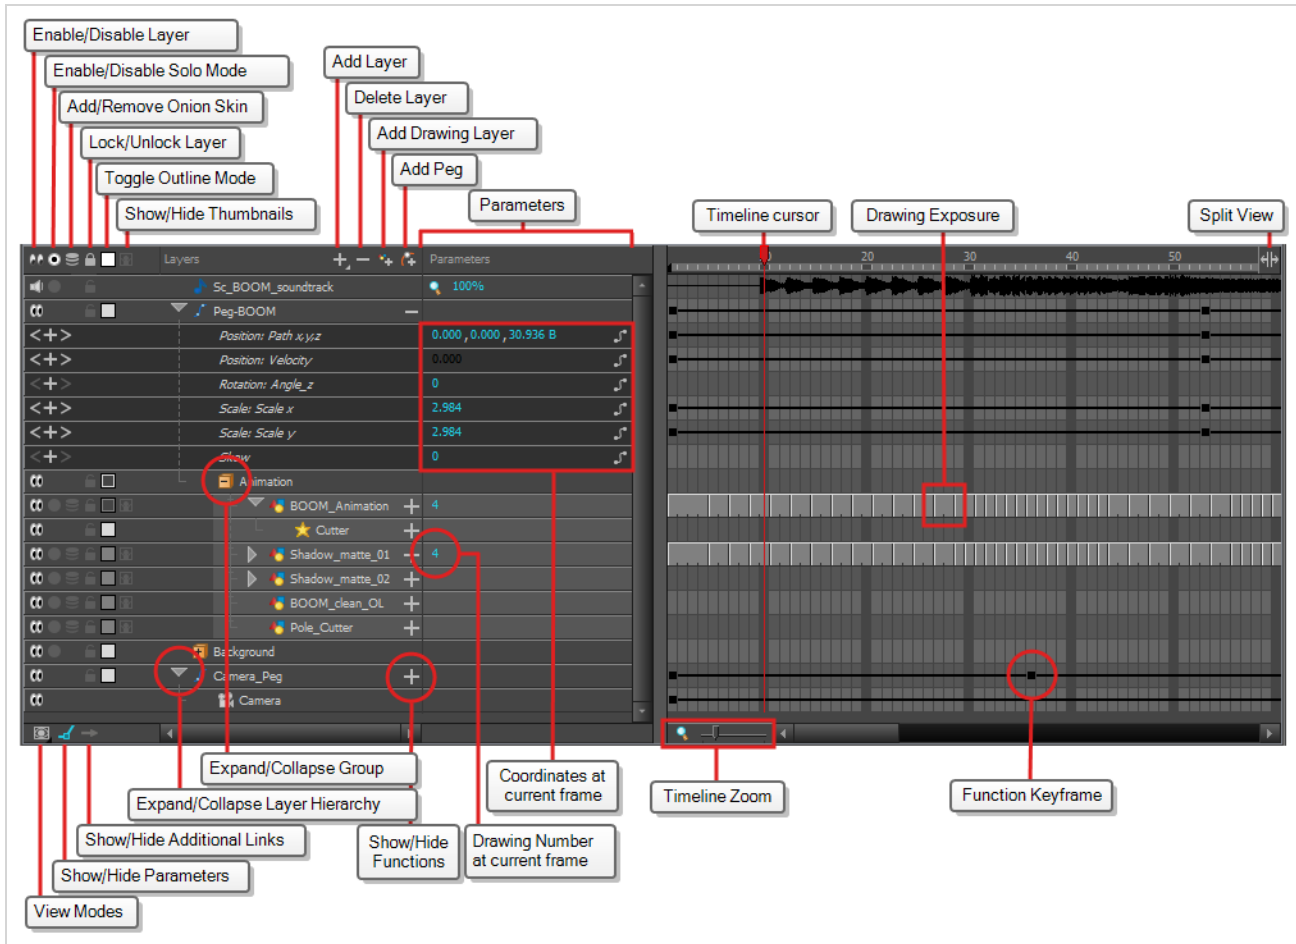 Enable/Disable Layer
Enable/Disable Solo Mode
Add/Remove Onion Skin
Lock/Unlock Layer
Toggle Outline Mode
Show/Hide Thumbnails
Add Layer
Delete Layer
Add Drawing Layer
Add Peg
Parameters
Timeline cursor
Drawing Exposure
Split View
Layers
Parameters
30
40
50
Sc_BOOM_soundtrack
100%
Peg-BOOM
Position: Path x,y,z
0.000 , 0.000 , 30.936 B
Position: Velocity
0.000
Rotation: Angle_z
0
Scale: Scale x
2.984
Scale: Scale y
2.984
Skew
0
Animation
BOOM_Animation
4
Cutter
Shadow_matte_01
4
Shadow_matte_02
BOOM_clean_OL
Pole_Cutter
Background
Camera_Peg
Camera
Expand/Collapse Group
Expand/Collapse Layer Hierarchy
Show/Hide Additional Links
Show/Hide Parameters
View Modes
Show/Hide
Functions
Coordinates at
current frame
Drawing Number
at current frame
Timeline Zoom
Function Keyframe